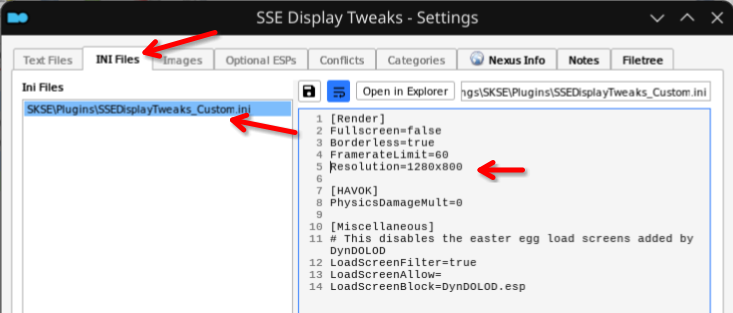 SSE Display Tweaks - Settings
Text Files INI Files Images Optional ESPs Conflicts Categories Nexus Info Notes Filetree
Ini Files
Open in Explorer ngs\SKSE\Plugins\SSEDisplayTweaks_Custom.ini
SKSE\Plugins\SSEDisplayTweaks_Custom.ini
1 [Render]
2 Fullscreen=false
3 Borderless=true
4 FramerateLimit=60
5 Resolution=1280x800
6
7 [HAVOK]
8 PhysicsDamageMult=0
9
10 [Miscellaneous]
11 # This disables the easter egg load screens added by
DynDOLOD
12 LoadScreenFilter=true
13 LoadScreenAllow=
14 LoadScreenBlock=DynDOLOD.esp